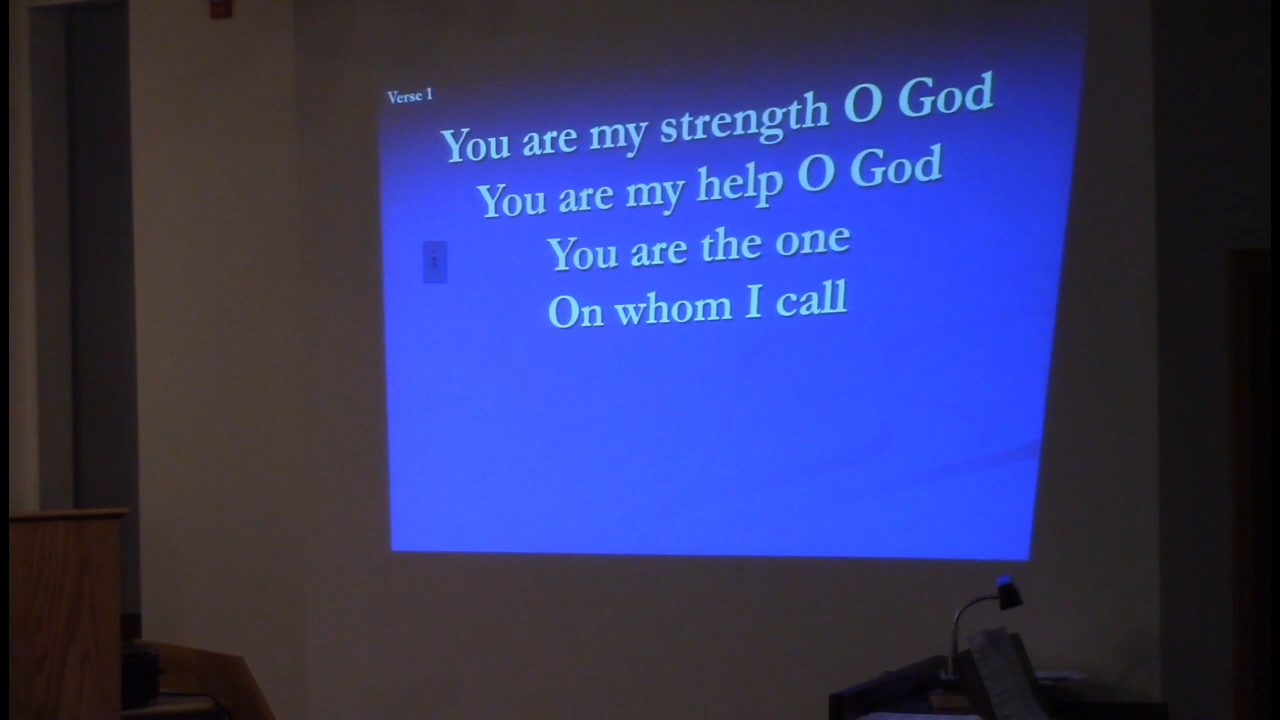 Verse 1
You are my strength O God
You are my help O God
You are the one
On whom I call